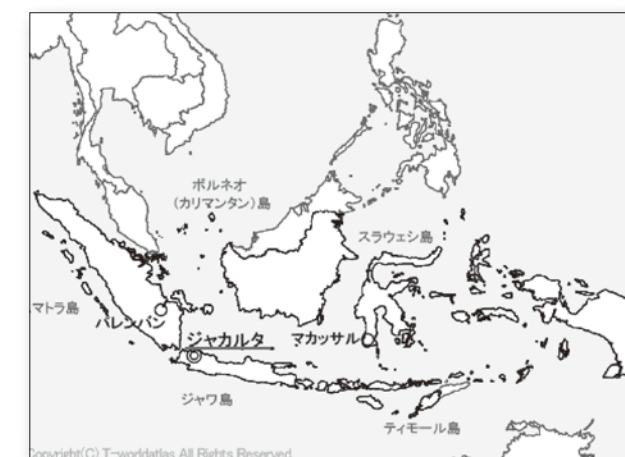 ボルネオ
(カリマンタン)島
スラウェシ島
マトラ島
パレンバン
ジャカルタ
マカッサル
ジャワ島
ティモール島
Copyright(C) T-worldatlas All Rights Reserved